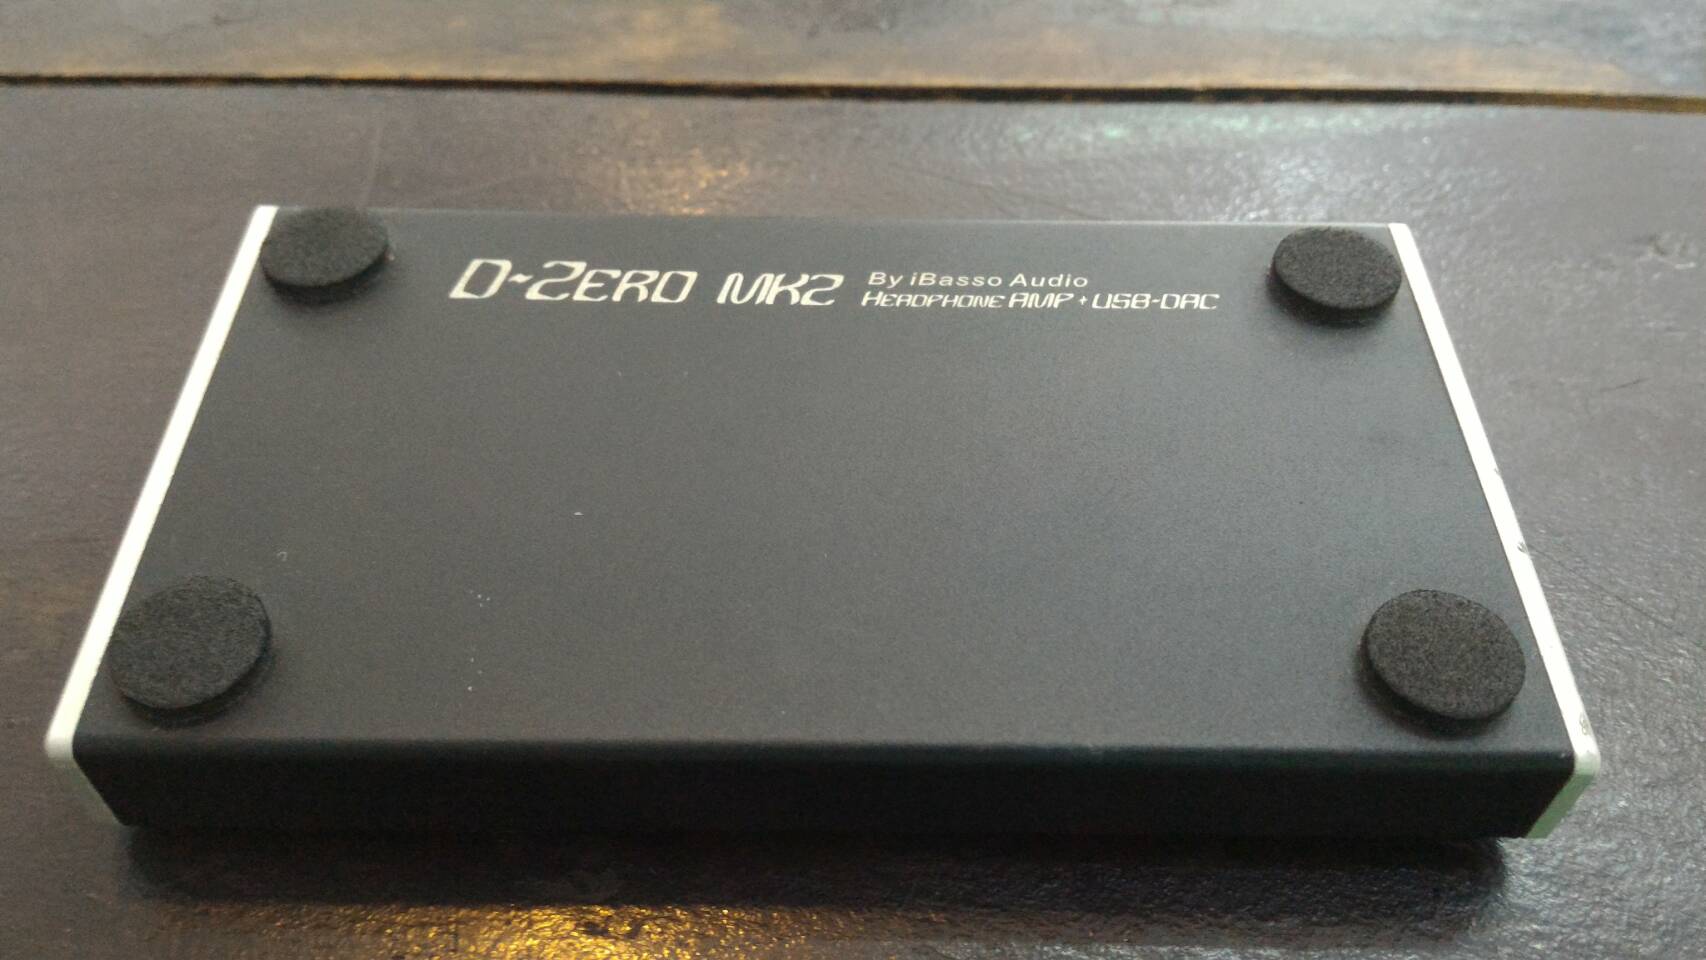 D-ZERO MK2
By iBasso Audio
HEADPHONE AMP + USB-DAC